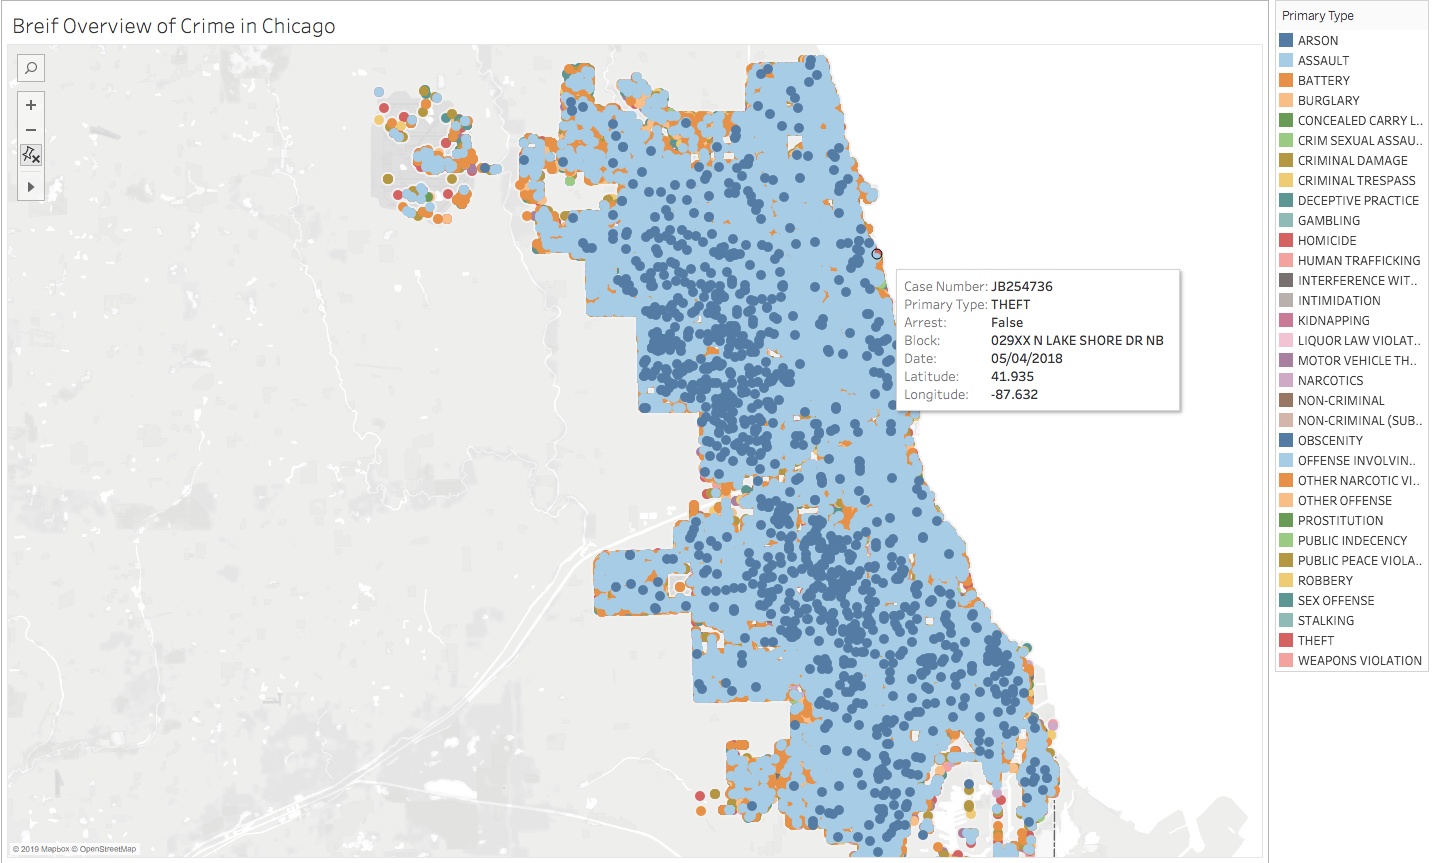 Breif Overview of Crime in Chicago
Case Number: JB254736
Primary Type: THEFT
Arrest: False
Block: 029XX N LAKE SHORE DR NB
Date: 05/04/2018
Latitude: 41.935
Longitude: -87.632
© 2019 Mapbox © OpenStreetMap
Primary Type
ARSON
ASSAULT
BATTERY
BURGLARY
CONCEALED CARRY L..
CRIM SEXUAL ASSAU..
CRIMINAL DAMAGE
CRIMINAL TRESPASS
DECEPTIVE PRACTICE
GAMBLING
HOMICIDE
HUMAN TRAFFICKING
INTERFERENCE WIT..
INTIMIDATION
KIDNAPPING
LIQUOR LAW VIOLAT..
MOTOR VEHICLE TH..
NARCOTICS
NON-CRIMINAL
NON-CRIMINAL (SUB..
OBSCENITY
OFFENSE INVOLVIN..
OTHER NARCOTIC VI..
OTHER OFFENSE
PROSTITUTION
PUBLIC INDECENCY
PUBLIC PEACE VIOLA..
ROBBERY
SEX OFFENSE
STALKING
THEFT
WEAPONS VIOLATION